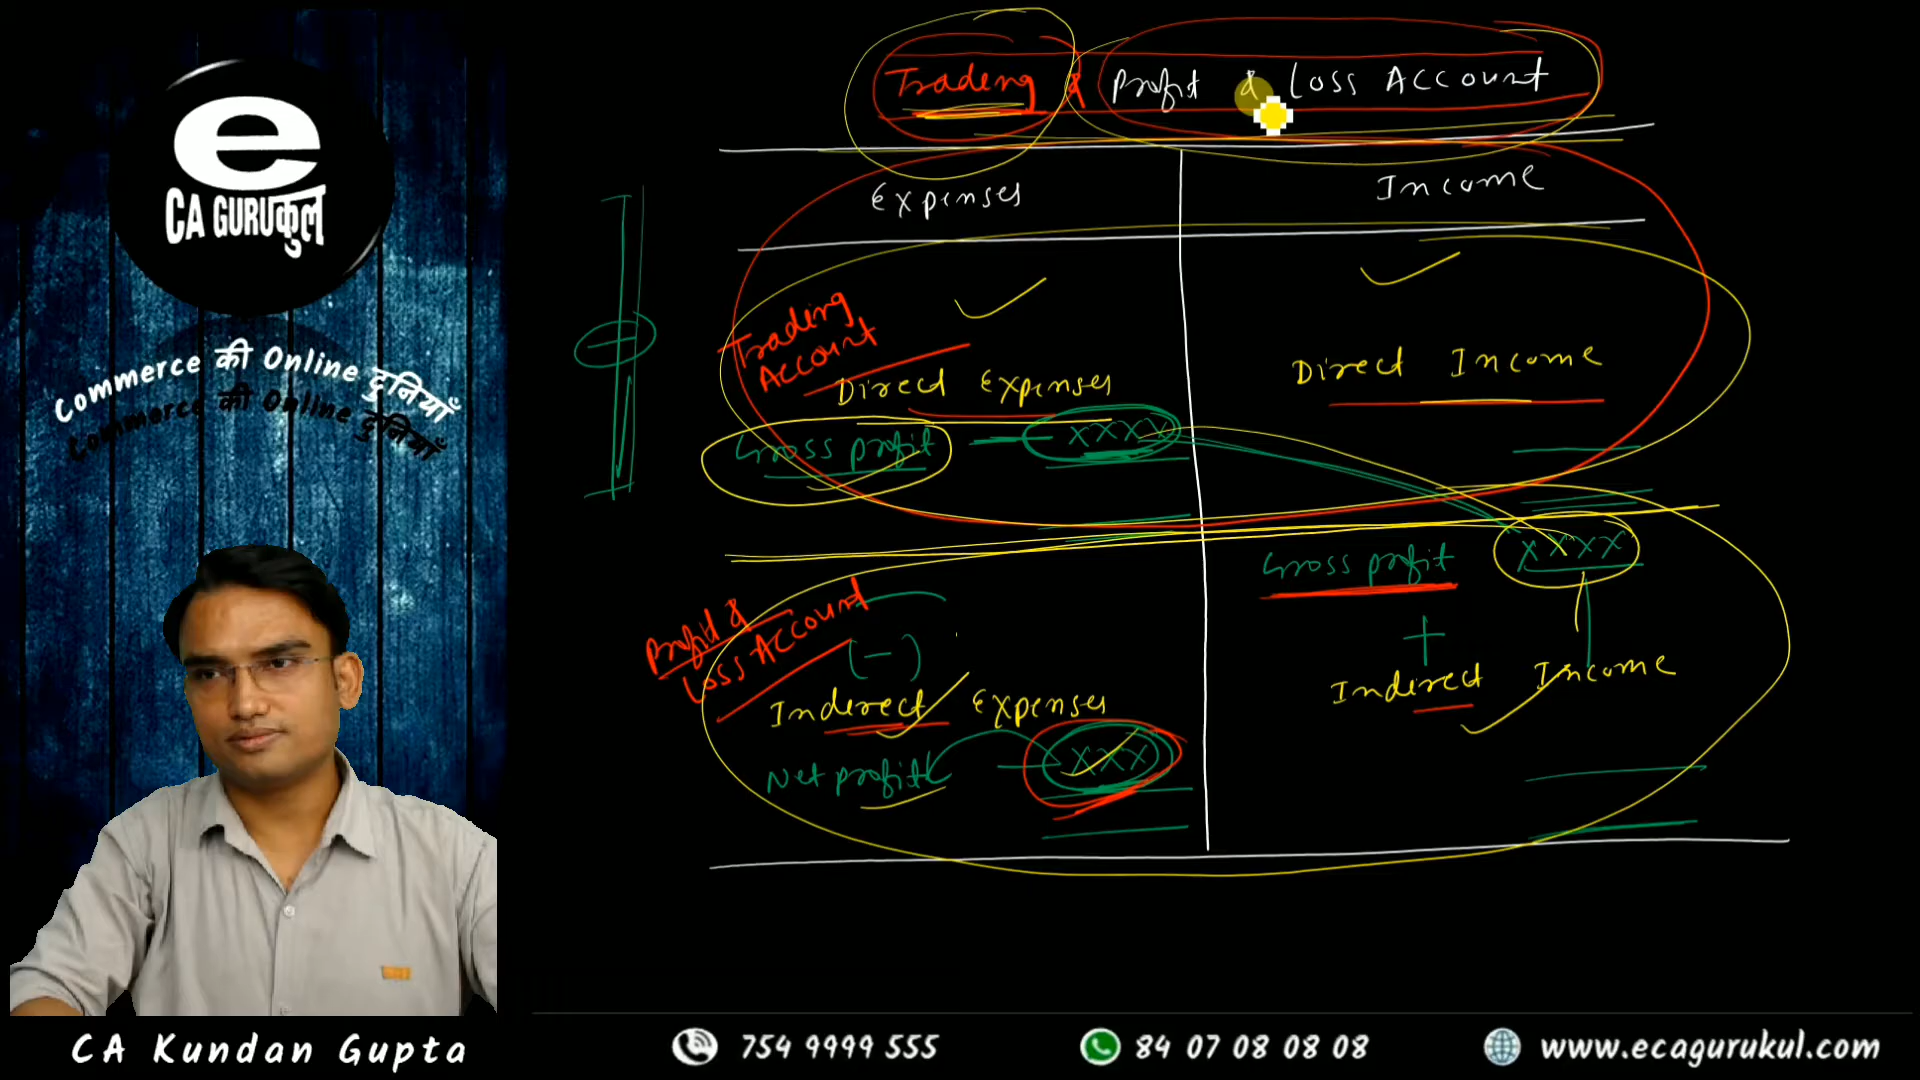 e
CA GURUकुल
Commerce की Online दुनियाँ
Commerce की Online दुनियाँ
Trading & Profit & Loss Account
Expenses
Income
Trading
Account
Direct Expenses
Direct Income
Gross profit XXXX
Gross profit XXXX
+
Profit &
Loss Account
(-)
Indirect Expenses
Indirect Income
Net profit XXX
CA Kundan Gupta
754 9999 555
84 07 08 08 08
www.ecagurukul.com